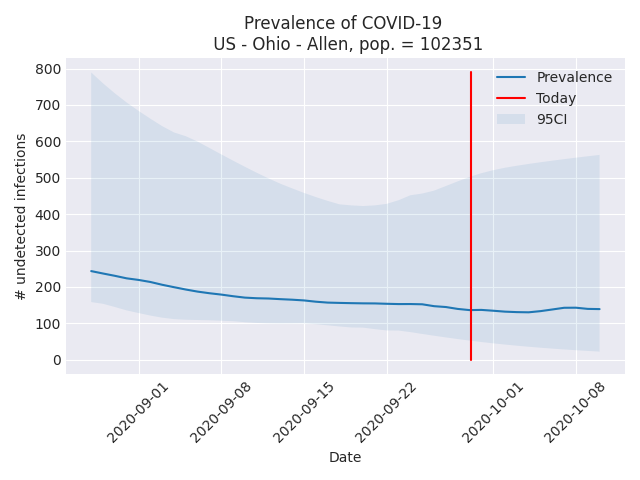 Prevalence of COVID-19
US - Ohio - Allen, pop. = 102351
Prevalence
Today
95CI
# undetected infections
800
700
600
500
400
300
200
100
0
2020-09-01
2020-09-08
2020-09-15
2020-09-22
2020-10-01
2020-10-08
Date